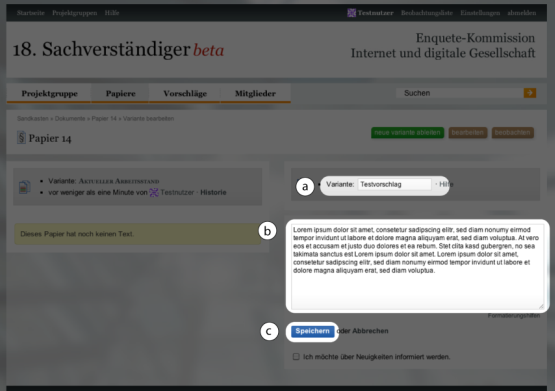 Startseite Projektgruppen Hilfe
Testnutzer Beobachtungsliste Einstellungen abmelden
18. Sachverständiger beta
Enquete-Kommission
Internet und digitale Gesellschaft
Projektgruppe Papiere Vorschläge Mitglieder
Suchen
» Dokumente » Papier 14 » Variante bearbeiten
§ Papier 14
neue variante ableiten bearbeiten beobachten
• Variante: Aktueller Arbeitsstand
• vor weniger als eine Minute von Testnutzer · Historie
a
• Variante: Testvorschlag · Hilfe
Dieses Papier hat noch keinen Text.
b
Lorem ipsum dolor sit amet, consetetur sadipscing elitr, sed diam nonumy eirmod
tempor invidunt ut labore et dolore magna aliquyam erat, sed diam voluptua. At vero
eos et accusam et justo duo dolores et ea rebum. Stet clita kasd gubergren, no sea
takimata sanctus est Lorem ipsum dolor sit amet. Lorem ipsum dolor sit amet,
consetetur sadipscing elitr, sed diam nonumy eirmod tempor invidunt ut labore et
dolore magna aliquyam erat, sed diam voluptua.
Formatierungshilfen
c
Speichern oder Abbrechen
Ich möchte über Neuigkeiten informiert werden.